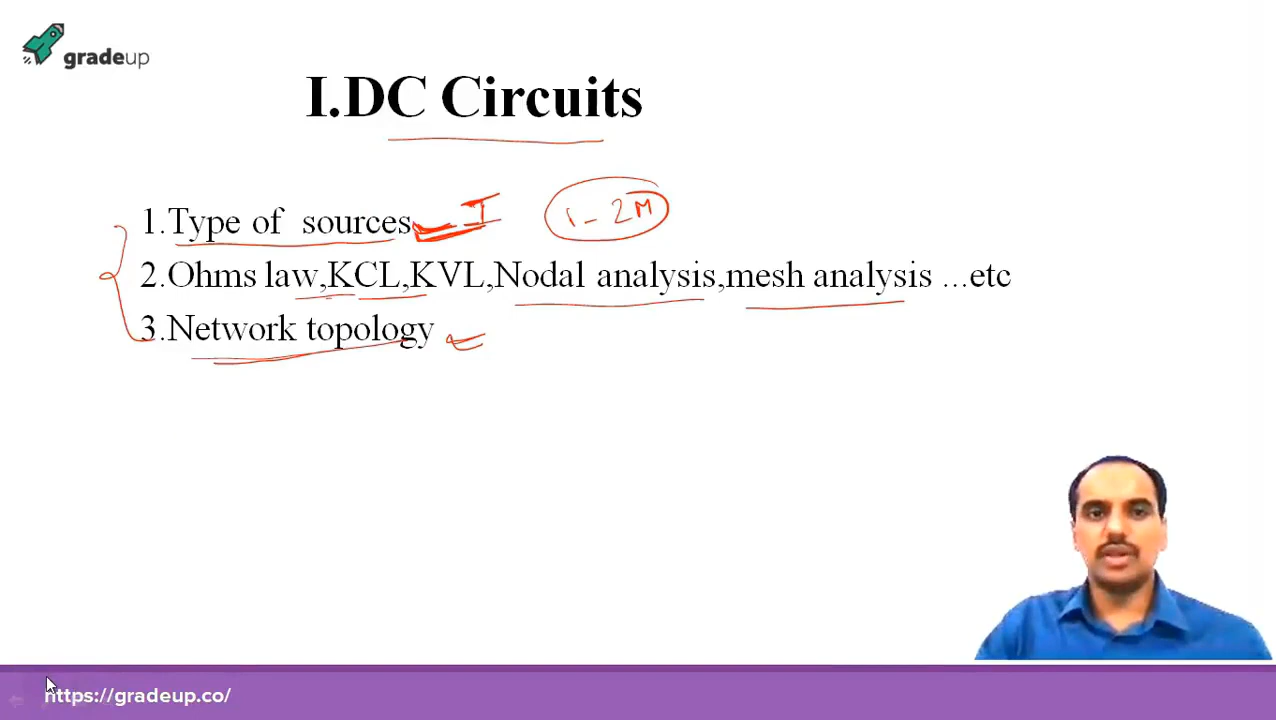 gradeup
I.DC Circuits
1.Type of sources I 1-2M
2.Ohms law,KCL,KVL,Nodal analysis,mesh analysis ...etc
3.Network topology
https://gradeup.co/